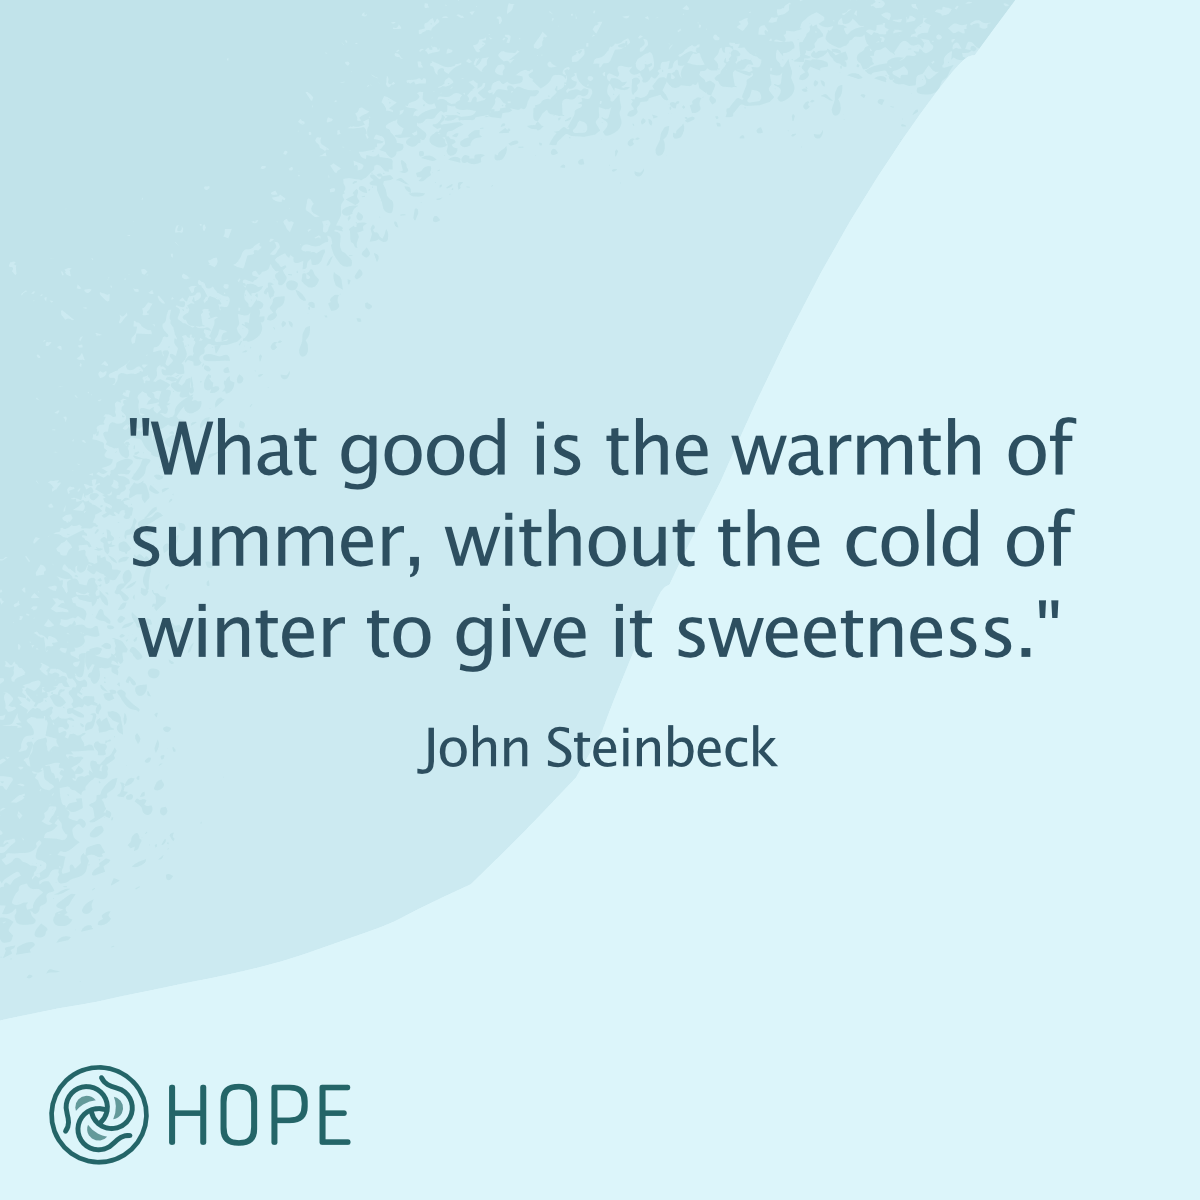 "What good is the warmth of
summer, without the cold of
winter to give it sweetness."
John Steinbeck
HOPE